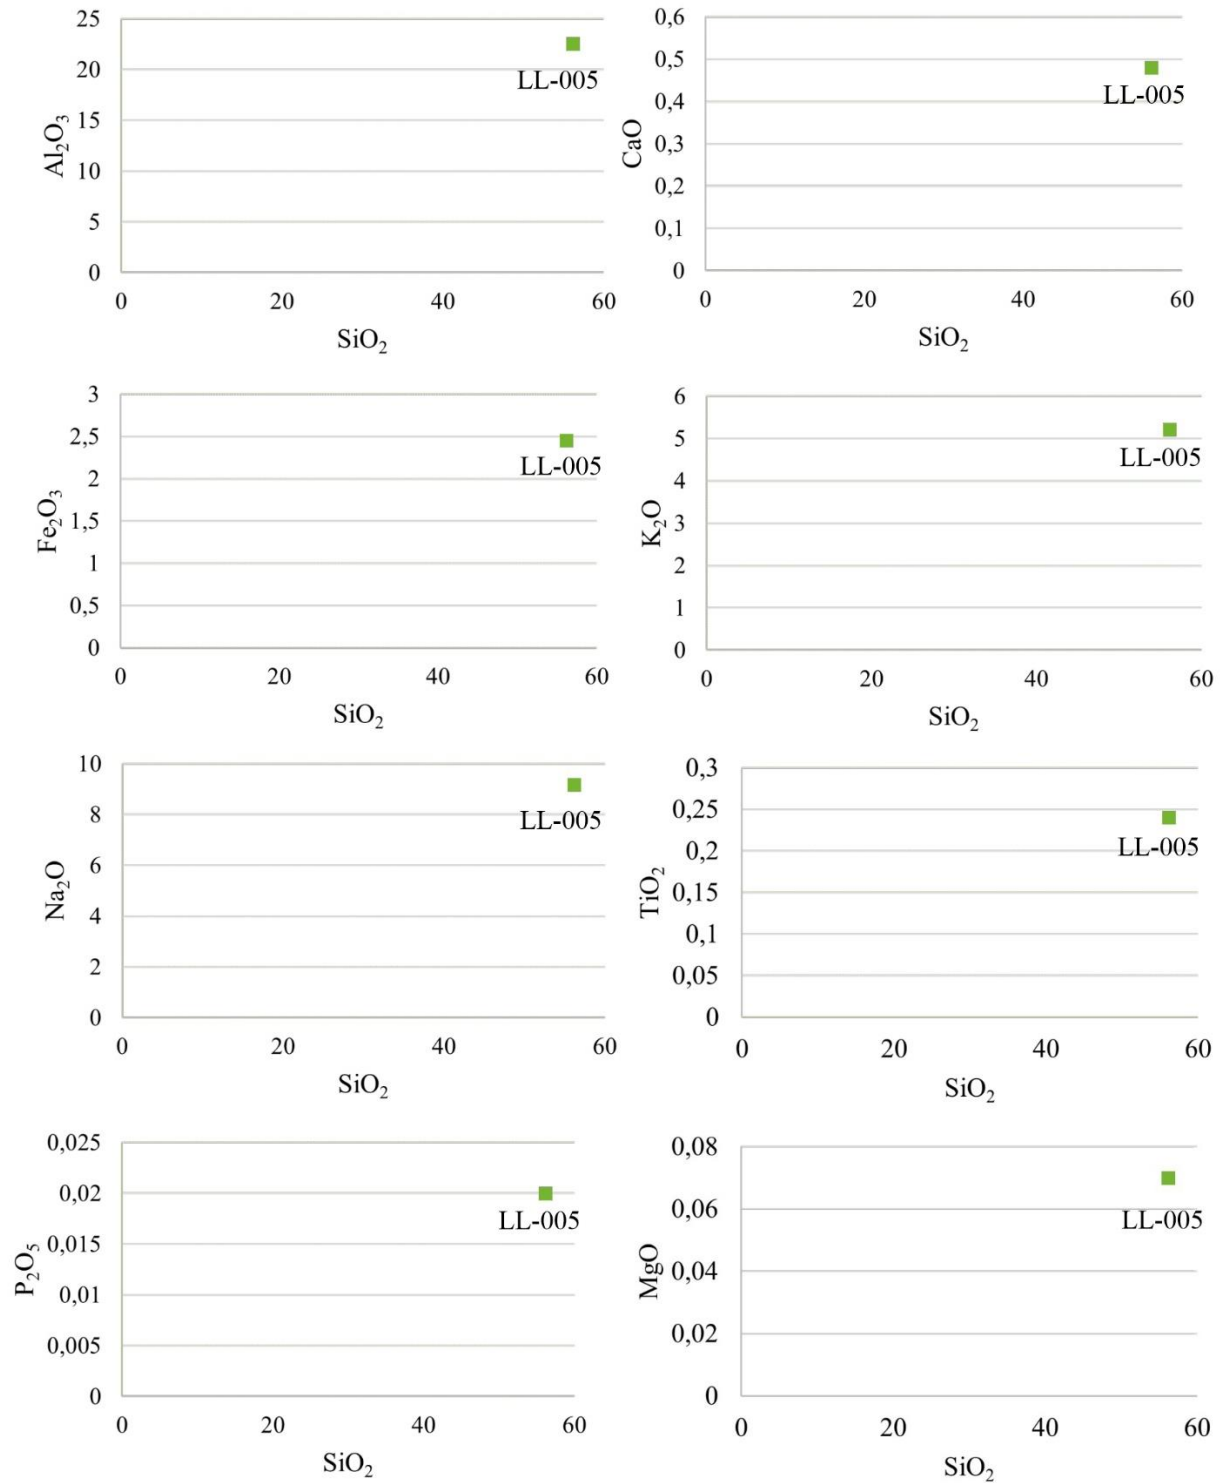 25
20
15
10
5
0
Al₂O₃
LL-005
0 20 40 60
SiO₂
0,6
0,5
0,4
0,3
0,2
0,1
0
CaO
LL-005
0 20 40 60
SiO₂
3
2,5
2
1,5
1
0,5
0
Fe₂O₃
LL-005
0 20 40 60
SiO₂
6
5
4
3
2
1
0
K₂O
LL-005
0 20 40 60
SiO₂
10
8
6
4
2
0
Na₂O
LL-005
0 20 40 60
SiO₂
0,3
0,25
0,2
0,15
0,1
0,05
0
TiO₂
LL-005
0 20 40 60
SiO₂
0,025
0,02
0,015
0,01
0,005
0
P₂O₅
LL-005
0 20 40 60
SiO₂
0,08
0,06
0,04
0,02
0
MgO
LL-005
0 20 40 60
SiO₂